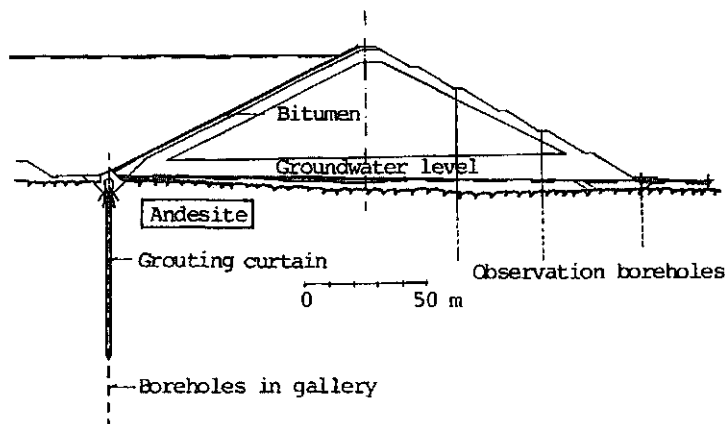 Bitumen
Groundwater level
Andesite
Grouting curtain
Observation boreholes
0 50 m
Boreholes in gallery